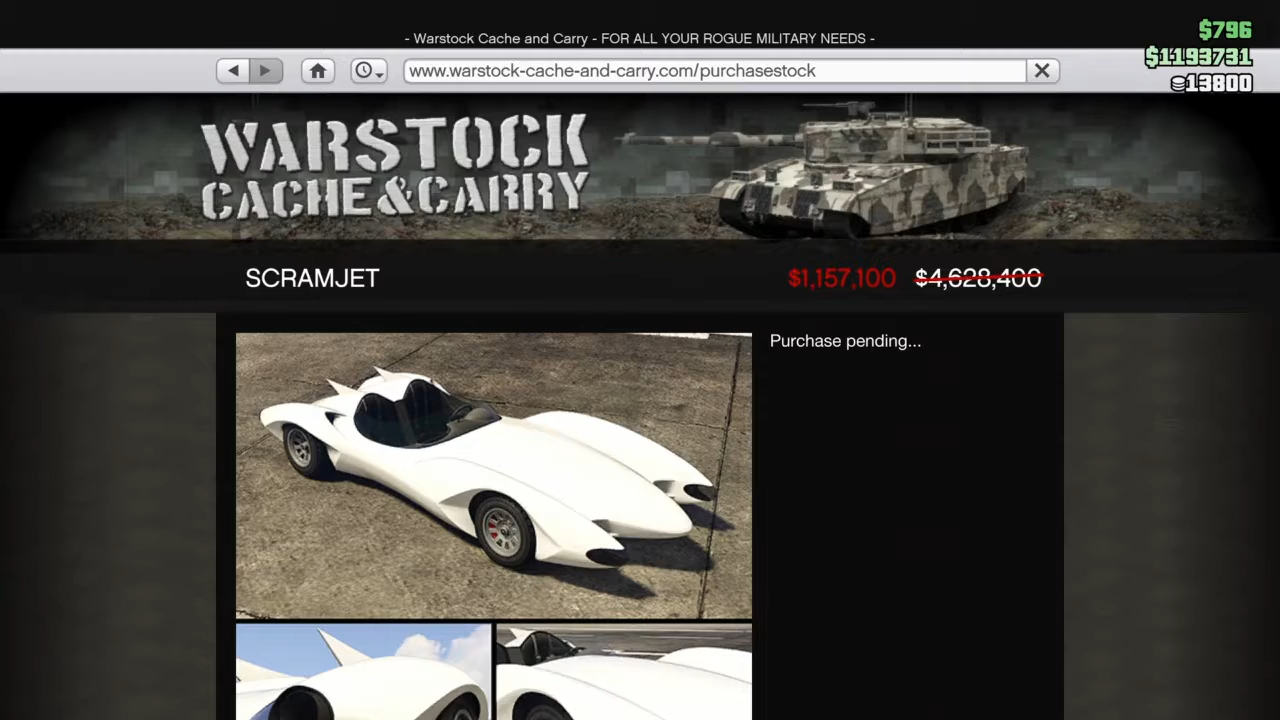 - Warstock Cache and Carry - FOR ALL YOUR ROGUE MILITARY NEEDS -
$796
$1193731
13800
www.warstock-cache-and-carry.com/purchasestock
WARSTOCK
CACHE&CARRY
SCRAMJET $1,157,100 $4,628,400
Purchase pending...